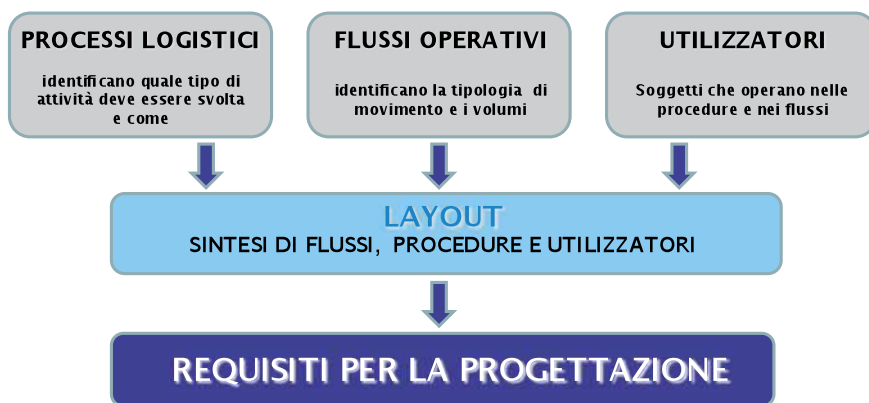 PROCESSI LOGISTICI
identificano quale tipo di
attività deve essere svolta
e come
FLUSSI OPERATIVI
identificano la tipologia di
movimento e i volumi
UTILIZZATORI
Soggetti che operano nelle
procedure e nei flussi
LAYOUT
SINTESI DI FLUSSI, PROCEDURE E UTILIZZATORI
REQUISITI PER LA PROGETTAZIONE